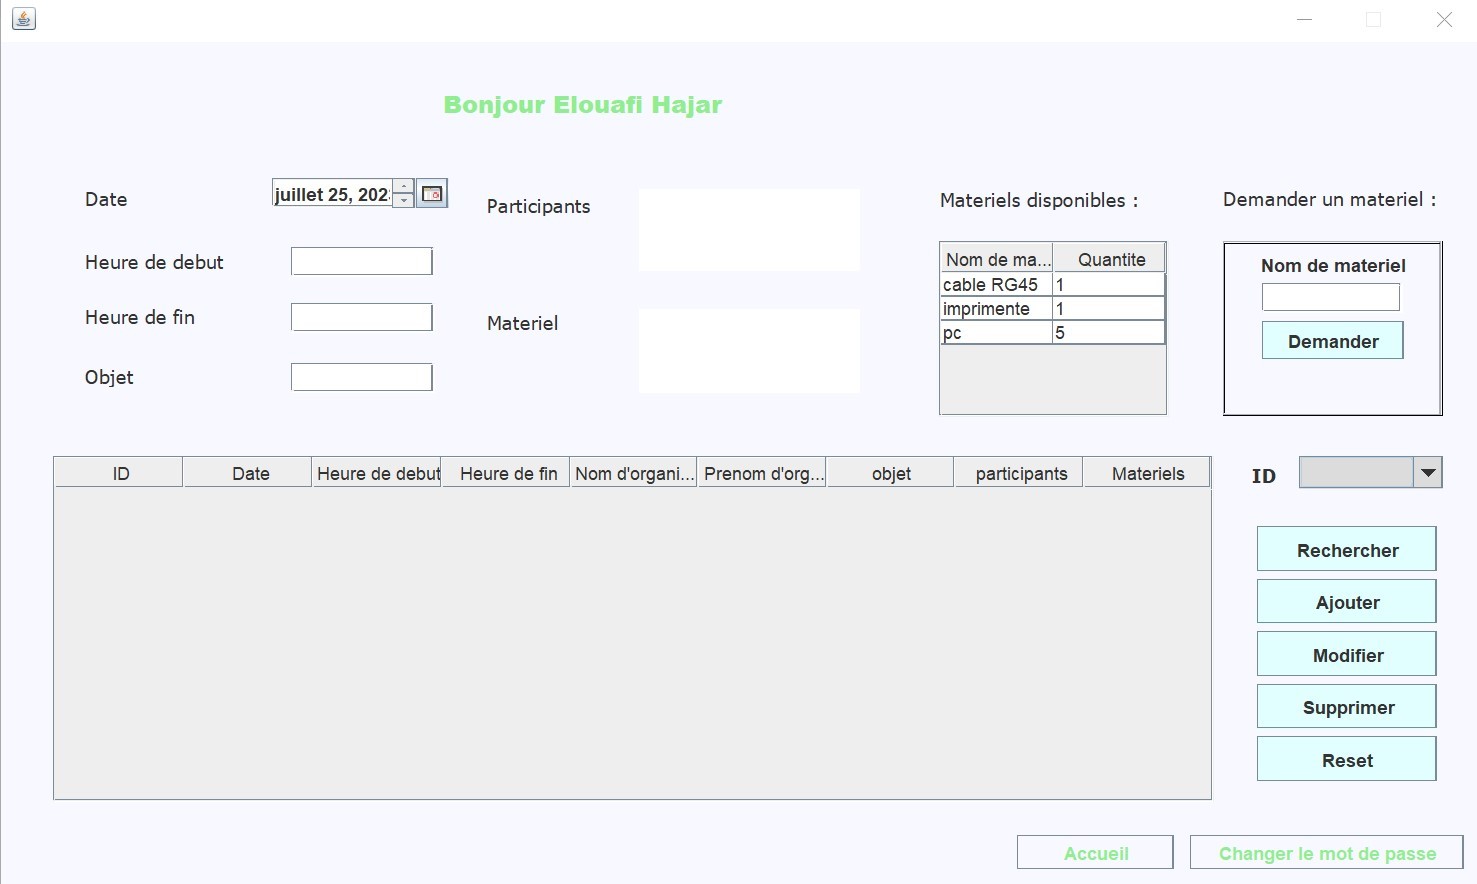 Bonjour Elouafi Hajar
Date
juillet 25, 202
Heure de debut
Heure de fin
Objet
Participants
Materiel
Materiels disponibles :
Nom de ma... Quantite
cable RG45 1
imprimente 1
pc 5
Demander un materiel :
Nom de materiel
Demander
ID Date Heure de debut Heure de fin Nom d'organi... Prenom d'org... objet participants Materiels
ID
Rechercher
Ajouter
Modifier
Supprimer
Reset
Accueil
Changer le mot de passe